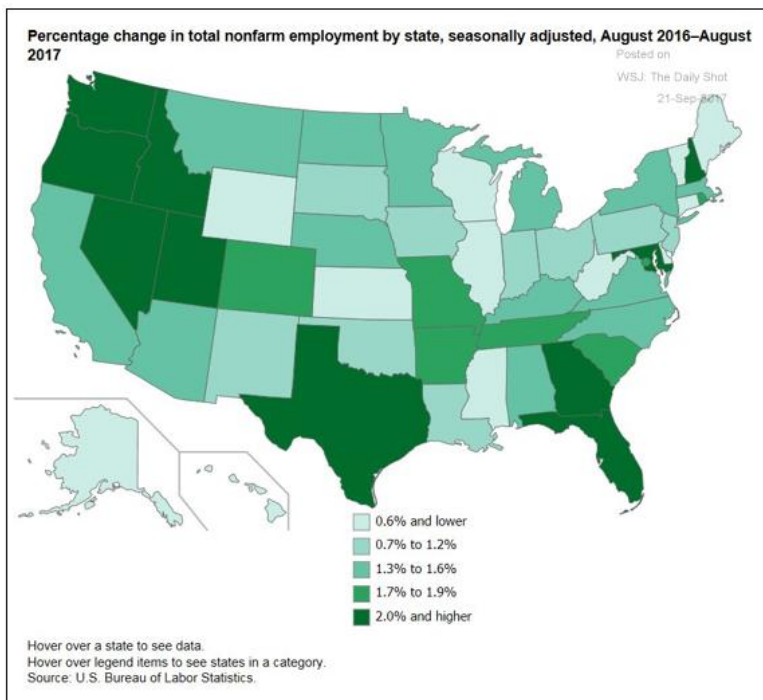 Percentage change in total nonfarm employment by state, seasonally adjusted, August 2016–August
2017
Posted on
WSJ: The Daily Shot
21-Sep-2017
0.6% and lower
0.7% to 1.2%
1.3% to 1.6%
1.7% to 1.9%
2.0% and higher
Hover over a state to see data.
Hover over legend items to see states in a category.
Source: U.S. Bureau of Labor Statistics.